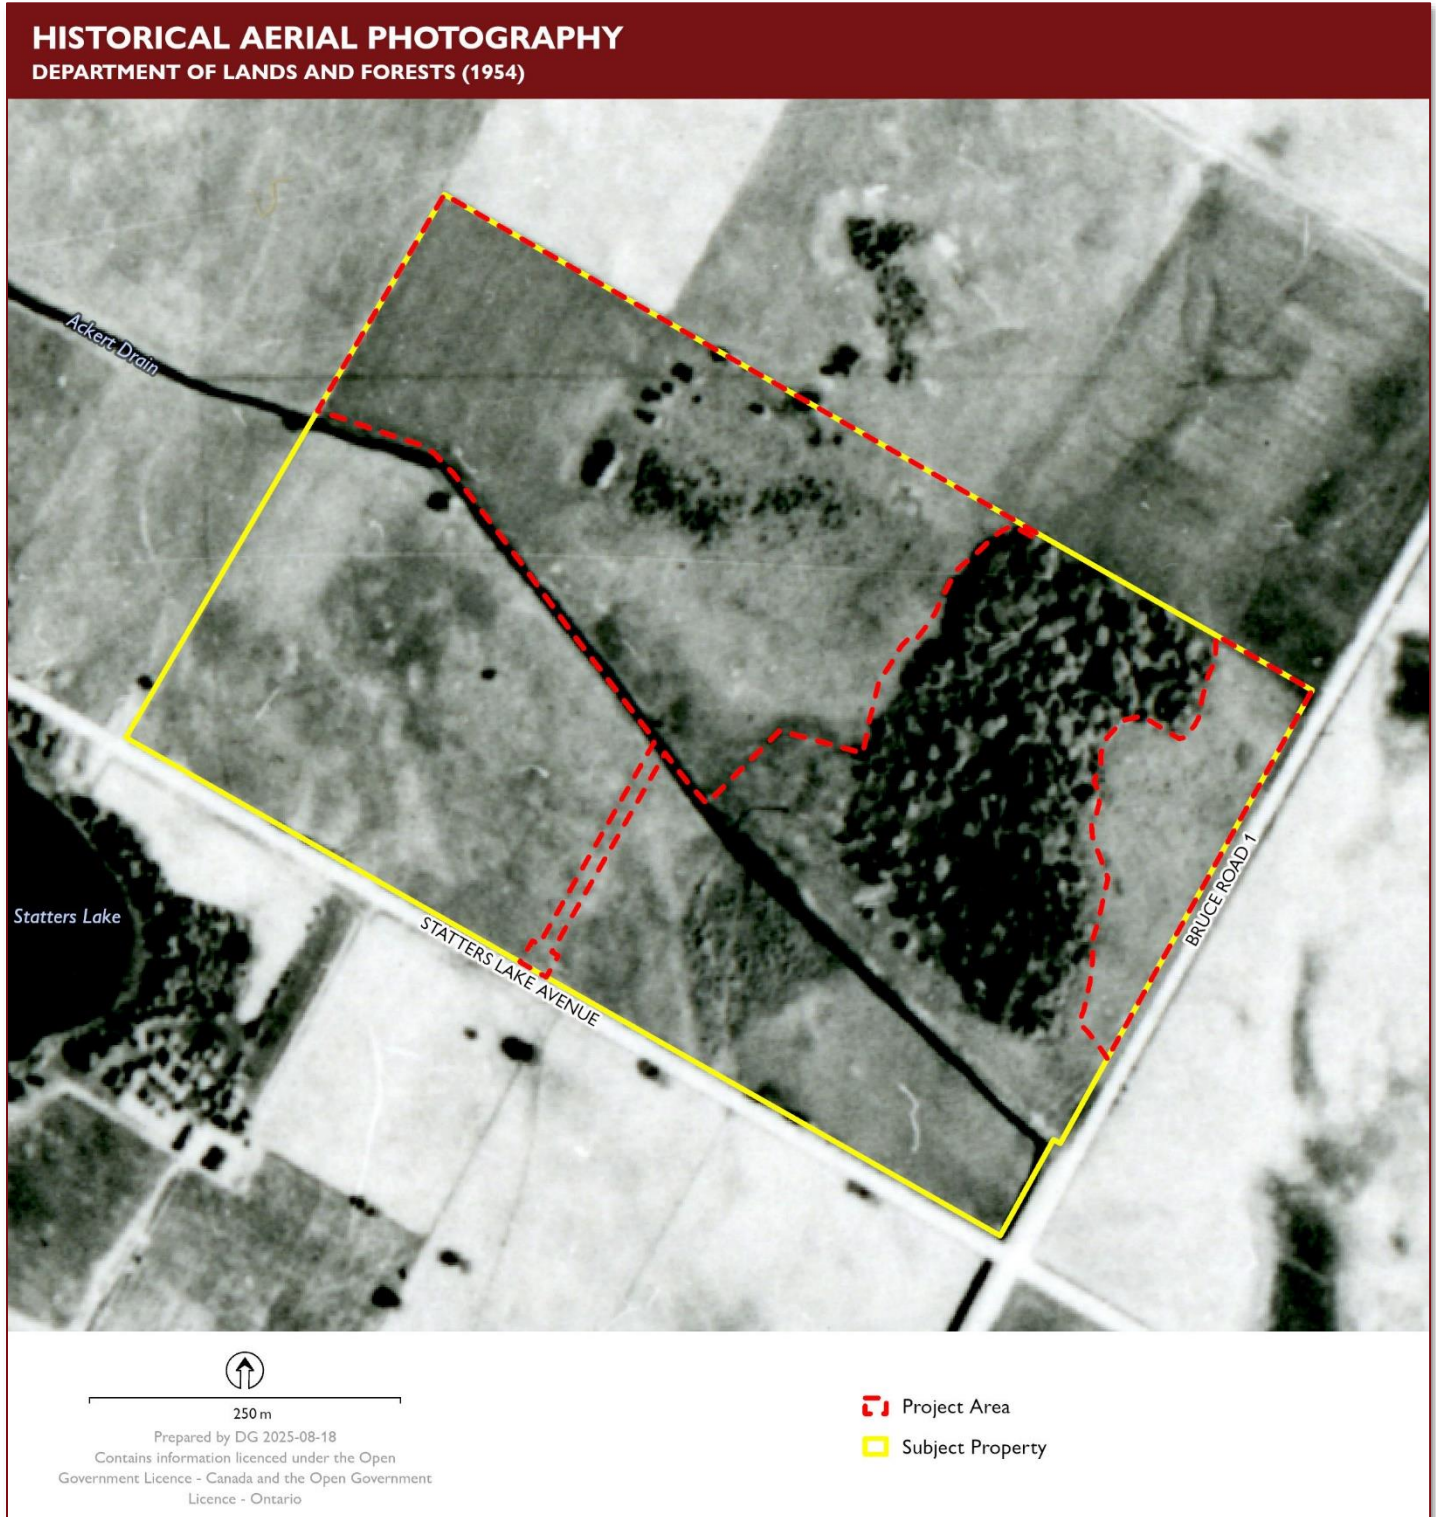 HISTORICAL AERIAL PHOTOGRAPHY
DEPARTMENT OF LANDS AND FORESTS (1954)
Ackert Drain
Statters Lake
STATTERS LAKE AVENUE
BRUCE ROAD 1
250 m
Prepared by DG 2025-08-18
Contains information licenced under the Open
Government Licence - Canada and the Open Government
Licence - Ontario
Project Area
Subject Property